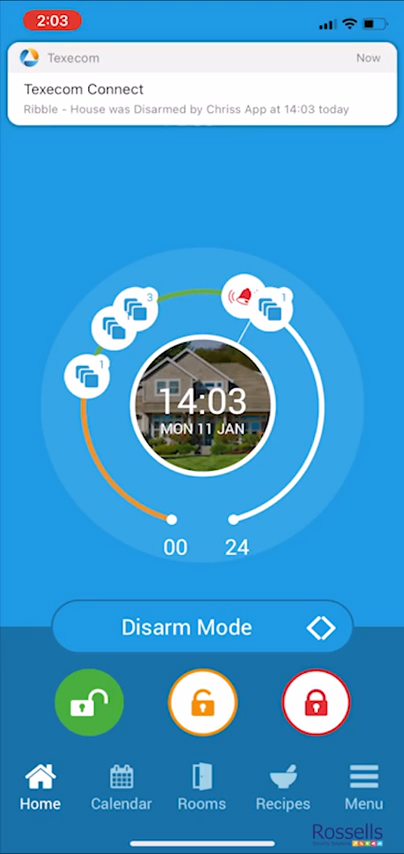 2:03
Texecom
Now
Texecom Connect
Ribble - House was Disarmed by Chriss App at 14:03 today
3
1
1
14:03
MON 11 JAN
00
24
Disarm Mode
Home
Calendar
Rooms
Recipes
Menu
Rossells